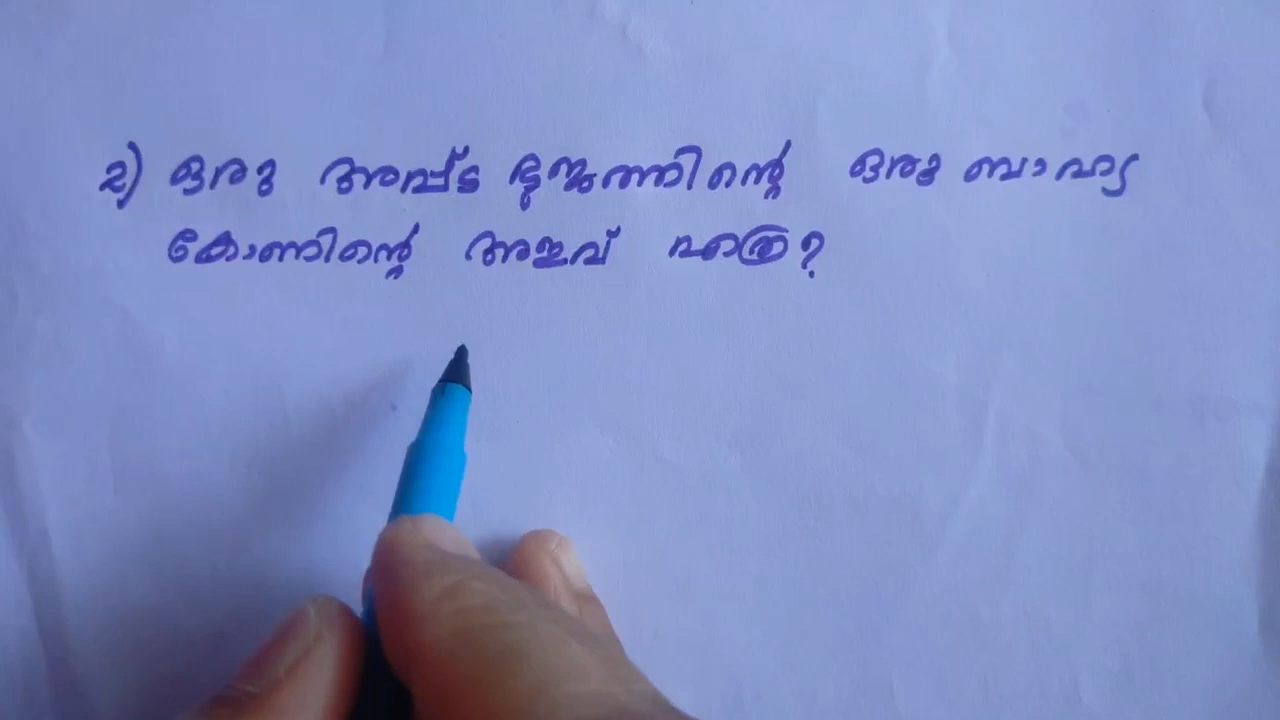 2) ഒരു അഷ്ട ഭുജത്തിന്റെ ഒരു ബാഹ്യ
കോണിന്റെ അളവ് എത്ര?